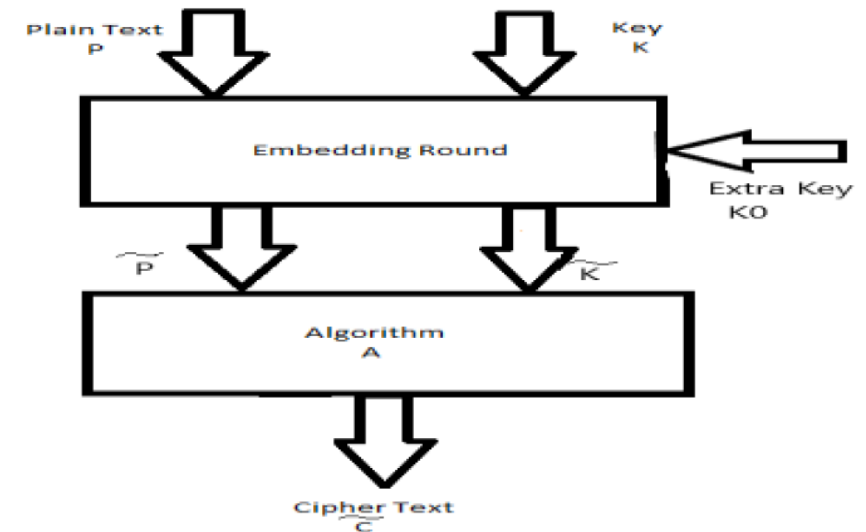 Plain Text
P
Key
K
Embedding Round
Extra Key
K0
P̃
K̃
Algorithm
A
Cipher Text
C̃